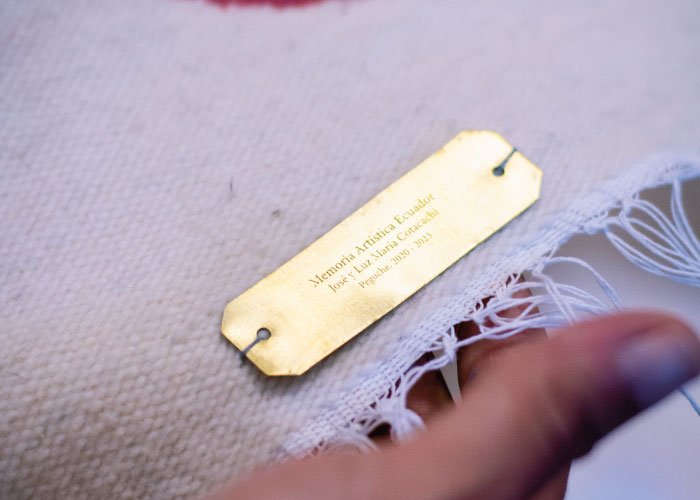 Memoria Artística Ecuador
José y Luz María Cotacachi
Peguche. 2020 - 2023